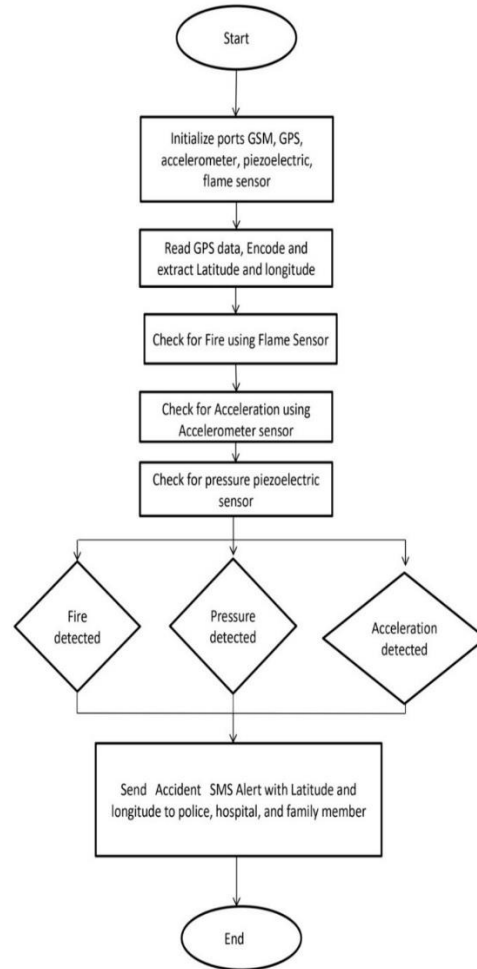 Start
Initialize ports GSM, GPS,
accelerometer, piezoelectric,
flame sensor
Read GPS data, Encode and
extract Latitude and longitude
Check for Fire using Flame Sensor
Check for Acceleration using
Accelerometer sensor
Check for pressure piezoelectric
sensor
Fire
detected
Pressure
detected
Acceleration
detected
Send Accident SMS Alert with Latitude and
longitude to police, hospital, and family member
End